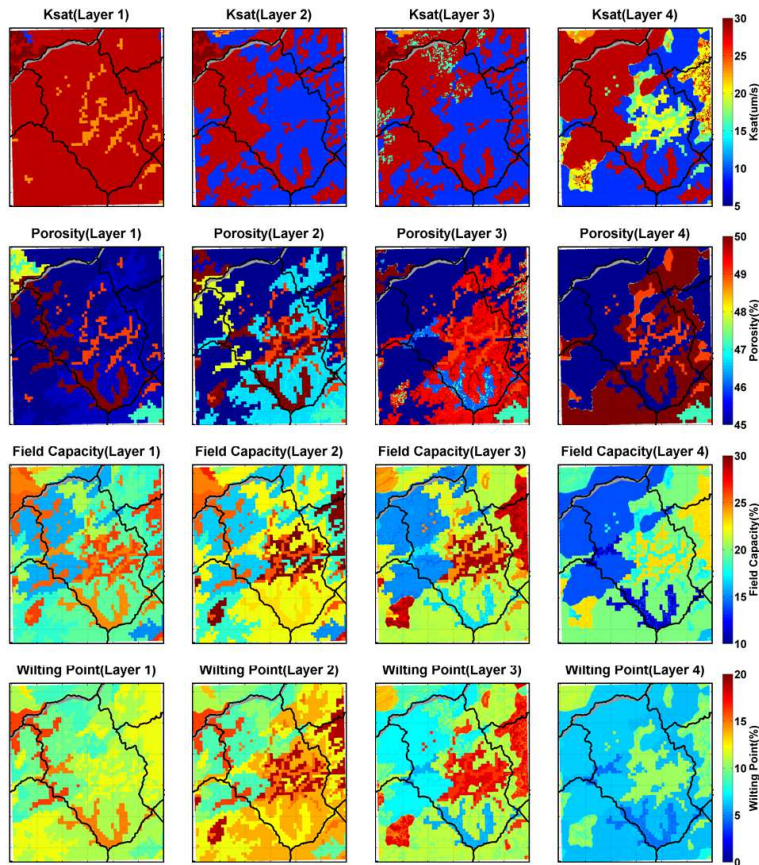 Ksat(Layer 1) Ksat(Layer 2) Ksat(Layer 3) Ksat(Layer 4)
30
25
20
15
10
5
Ksat(um/s)
Porosity(Layer 1) Porosity(Layer 2) Porosity(Layer 3) Porosity(Layer 4)
50
49
48
47
46
45
Porosity(%)
Field Capacity(Layer 1) Field Capacity(Layer 2) Field Capacity(Layer 3) Field Capacity(Layer 4)
30
25
20
15
10
Field Capacity(%)
Wilting Point(Layer 1) Wilting Point(Layer 2) Wilting Point(Layer 3) Wilting Point(Layer 4)
20
15
10
5
0
Wilting Point(%)